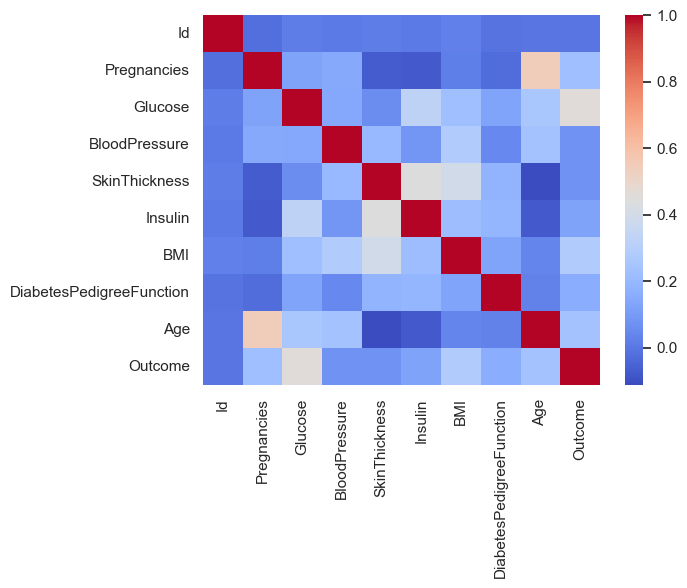 Id
Pregnancies
Glucose
BloodPressure
SkinThickness
Insulin
BMI
DiabetesPedigreeFunction
Age
Outcome
Id
Pregnancies
Glucose
BloodPressure
SkinThickness
Insulin
BMI
DiabetesPedigreeFunction
Age
Outcome
1.0
0.8
0.6
0.4
0.2
0.0